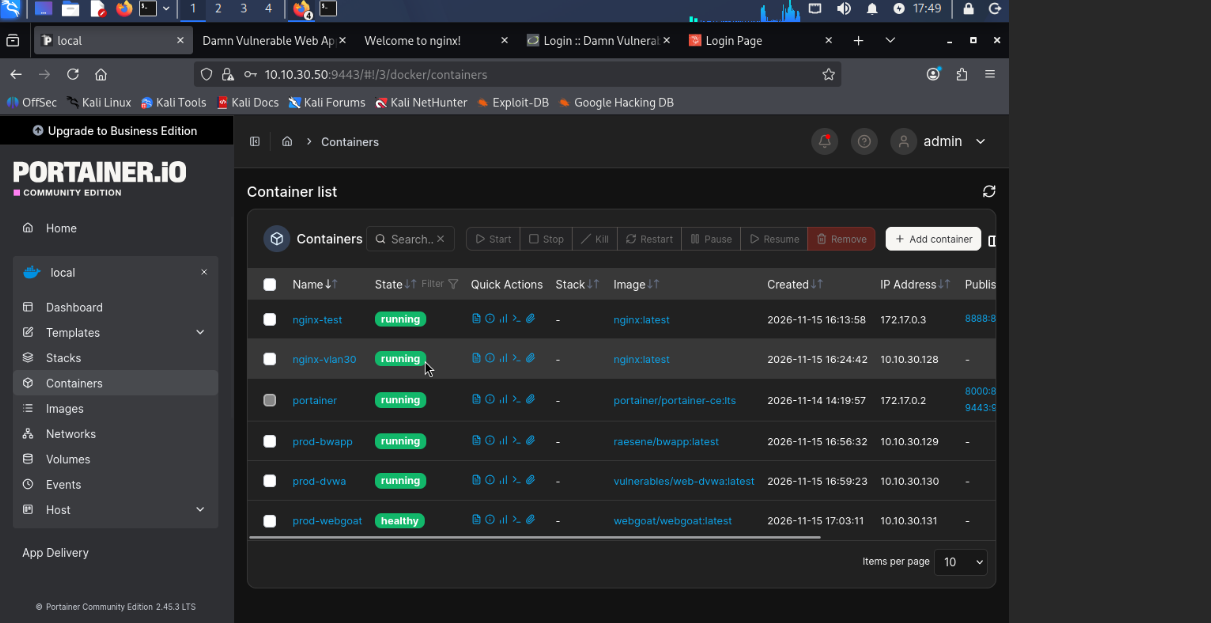 1 2 3 4 4 17:49
local Damn Vulnerable Web Ap Welcome to nginx! Login :: Damn Vulneral Login Page
10.10.30.50:9443/#!/3/docker/containers
OffSec Kali Linux Kali Tools Kali Docs Kali Forums Kali NetHunter Exploit-DB Google Hacking DB
Upgrade to Business Edition
PORTAINER.iO
COMMUNITY EDITION
Home
local
Dashboard
Templates
Stacks
Containers
Images
Networks
Volumes
Events
Host
App Delivery
© Portainer Community Edition 2.45.3 LTS
Containers
admin
Container list
Containers Search.. Start Stop Kill Restart Pause Resume Remove + Add container
Name State Filter Quick Actions Stack Image Created IP Address Publis
nginx-test running - nginx:latest 2026-11-15 16:13:58 172.17.0.3 8888:8
nginx-vlan30 running - nginx:latest 2026-11-15 16:24:42 10.10.30.128 -
portainer running - portainer/portainer-ce:lts 2026-11-14 14:19:57 172.17.0.2 8000:8
9443:9
prod-bwapp running - raesene/bwapp:latest 2026-11-15 16:56:32 10.10.30.129 -
prod-dvwa running - vulnerables/web-dvwa:latest 2026-11-15 16:59:23 10.10.30.130 -
prod-webgoat healthy - webgoat/webgoat:latest 2026-11-15 17:03:11 10.10.30.131 -
Items per page 10